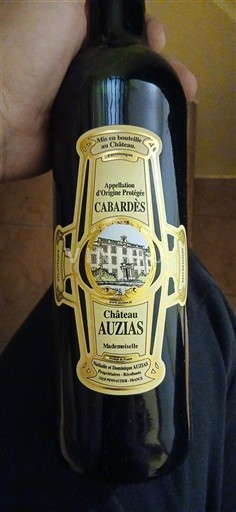 Mis en bouteille
au Château.
Appellation
d'Origine Protégée
CABARDÈS
Château
AUZIAS
Mademoiselle
Nathalie et Dominique AUZIAS
Propriétaires - Récoltants
11610 PENNAUTIER - FRANCE